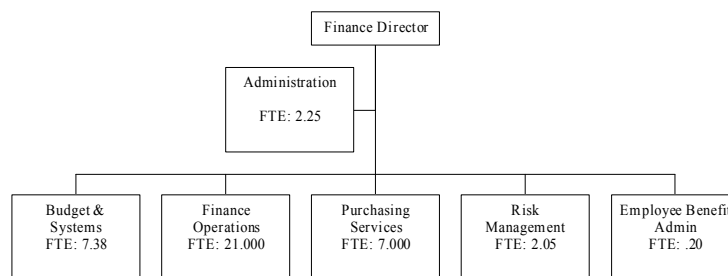 Finance Director
Administration
FTE: 2.25
Budget &
Systems
FTE: 7.38
Finance
Operations
FTE: 21.000
Purchasing
Services
FTE: 7.000
Risk
Management
FTE: 2.05
Employee Benefit
Admin
FTE: .20